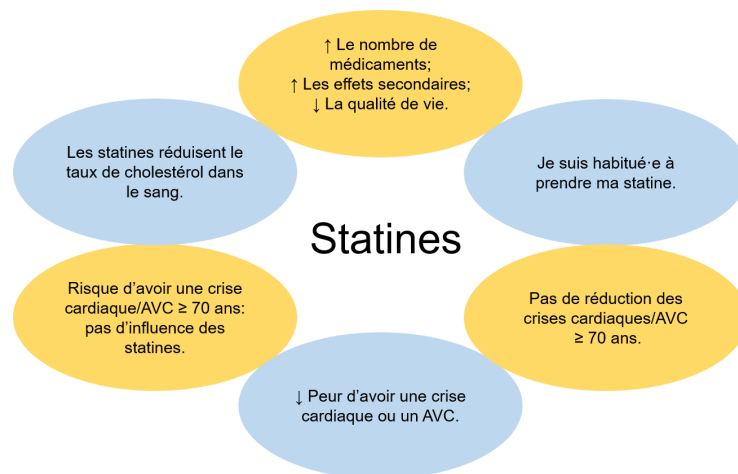 ↑ Le nombre de
médicaments;
↑ Les effets secondaires;
↓ La qualité de vie.
Les statines réduisent le
taux de cholestérol dans
le sang.
Je suis habitué·e à
prendre ma statine.
Statines
Risque d’avoir une crise
cardiaque/AVC ≥ 70 ans:
pas d’influence des
statines.
Pas de réduction des
crises cardiaques/AVC
≥ 70 ans.
↓ Peur d’avoir une crise
cardiaque ou un AVC.